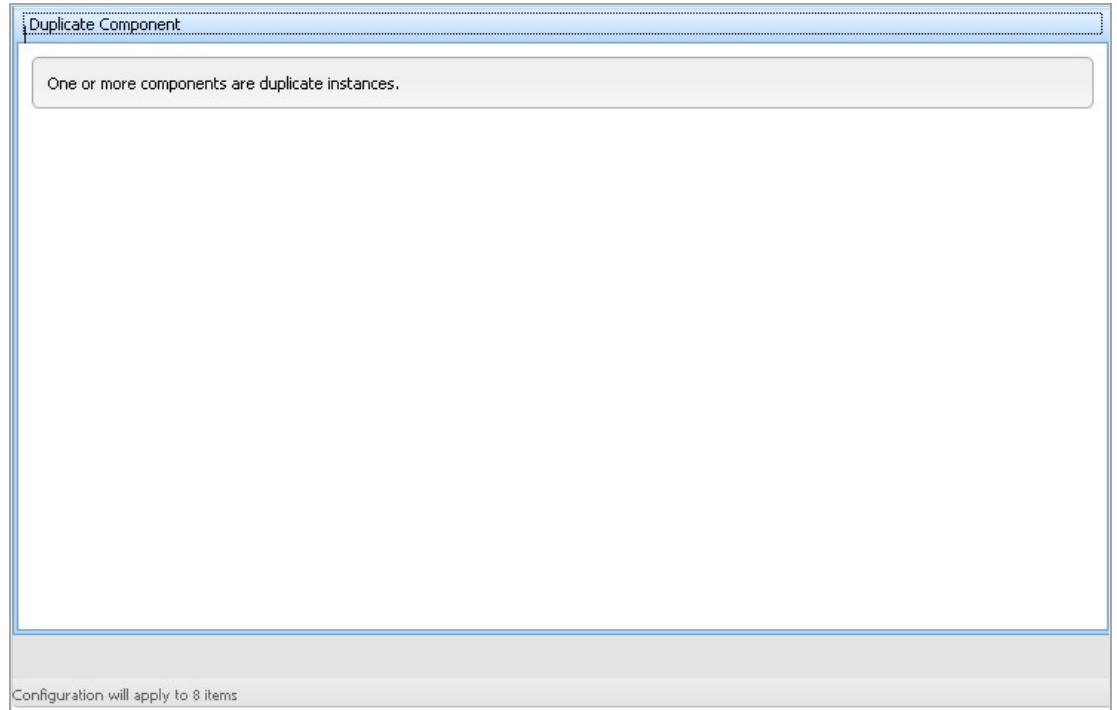 Duplicate Component
One or more components are duplicate instances.
Configuration will apply to 8 items